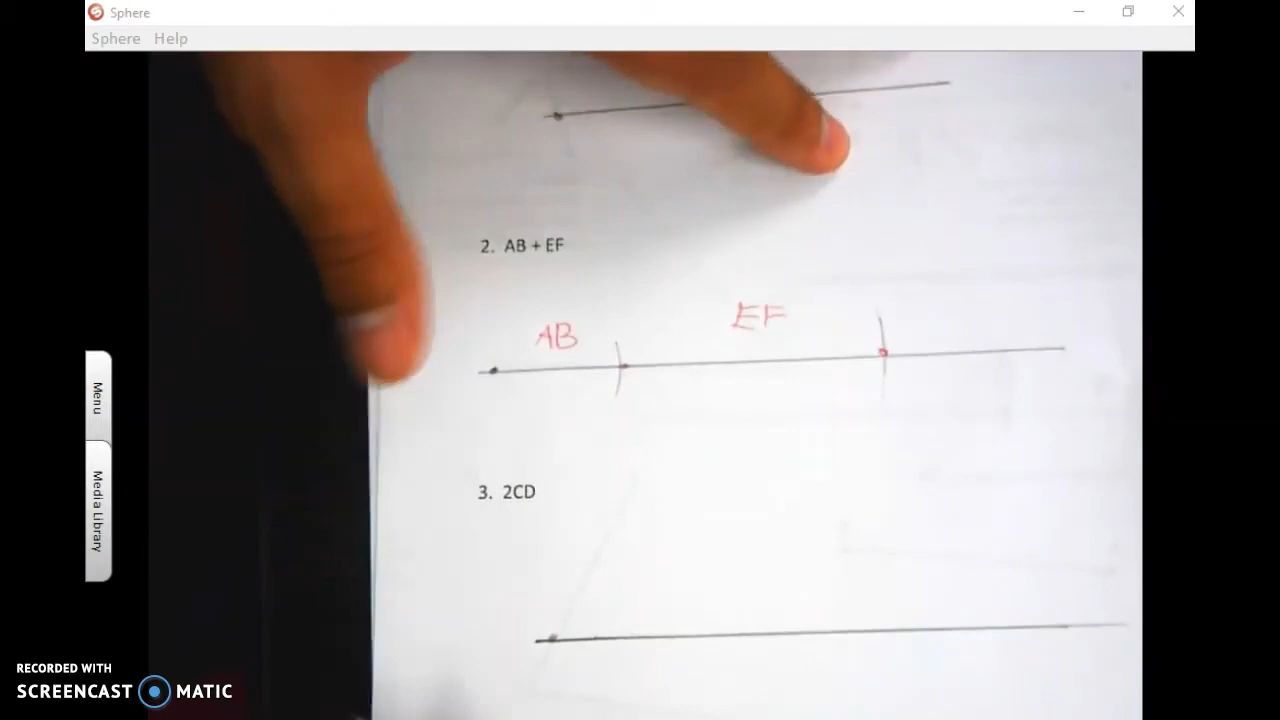 Sphere
Sphere Help
2. AB + EF
AB
EF
3. 2CD
Menu
Media Library
RECORDED WITH
SCREENCAST MATIC